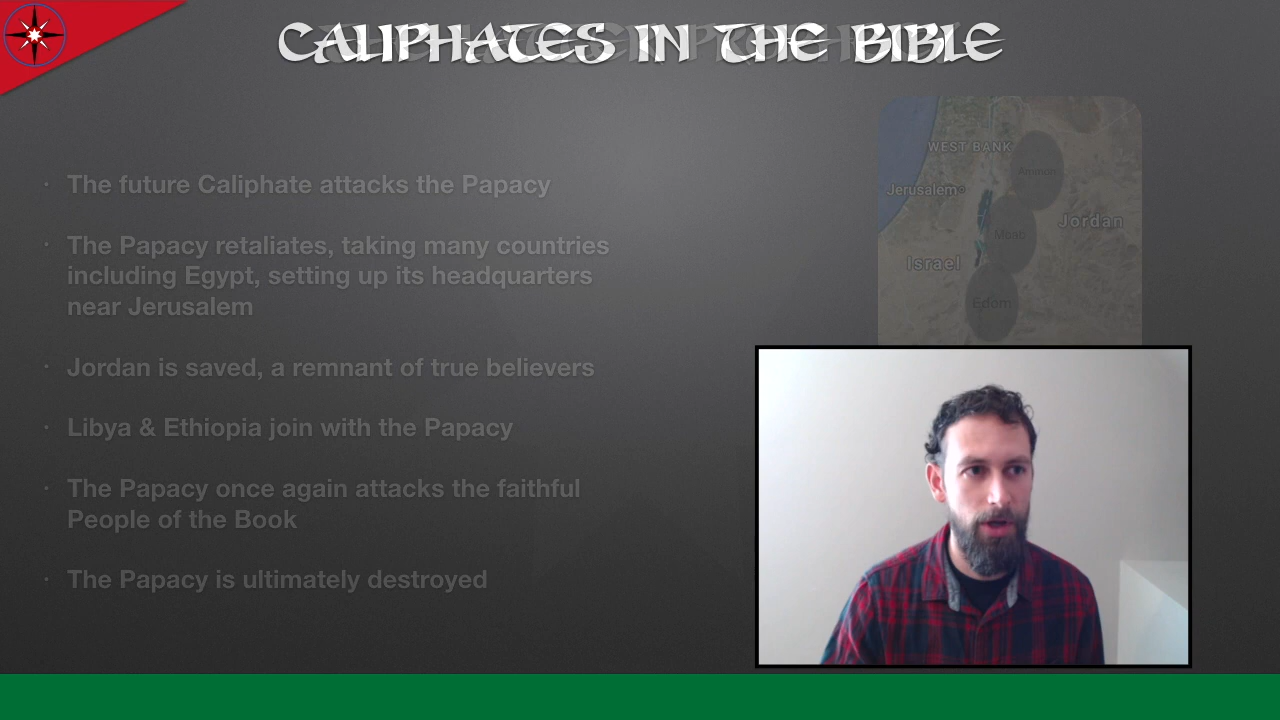 CALIPHATES IN THE BIBLE
· The future Caliphate attacks the Papacy
· The Papacy retaliates, taking many countries
including Egypt, setting up its headquarters
near Jerusalem
· Jordan is saved, a remnant of true believers
· Libya & Ethiopia join with the Papacy
· The Papacy once again attacks the faithful
People of the Book
· The Papacy is ultimately destroyed
WEST BANK
Ammon
Jerusalem
Jordan
Moab
Israel
Edom